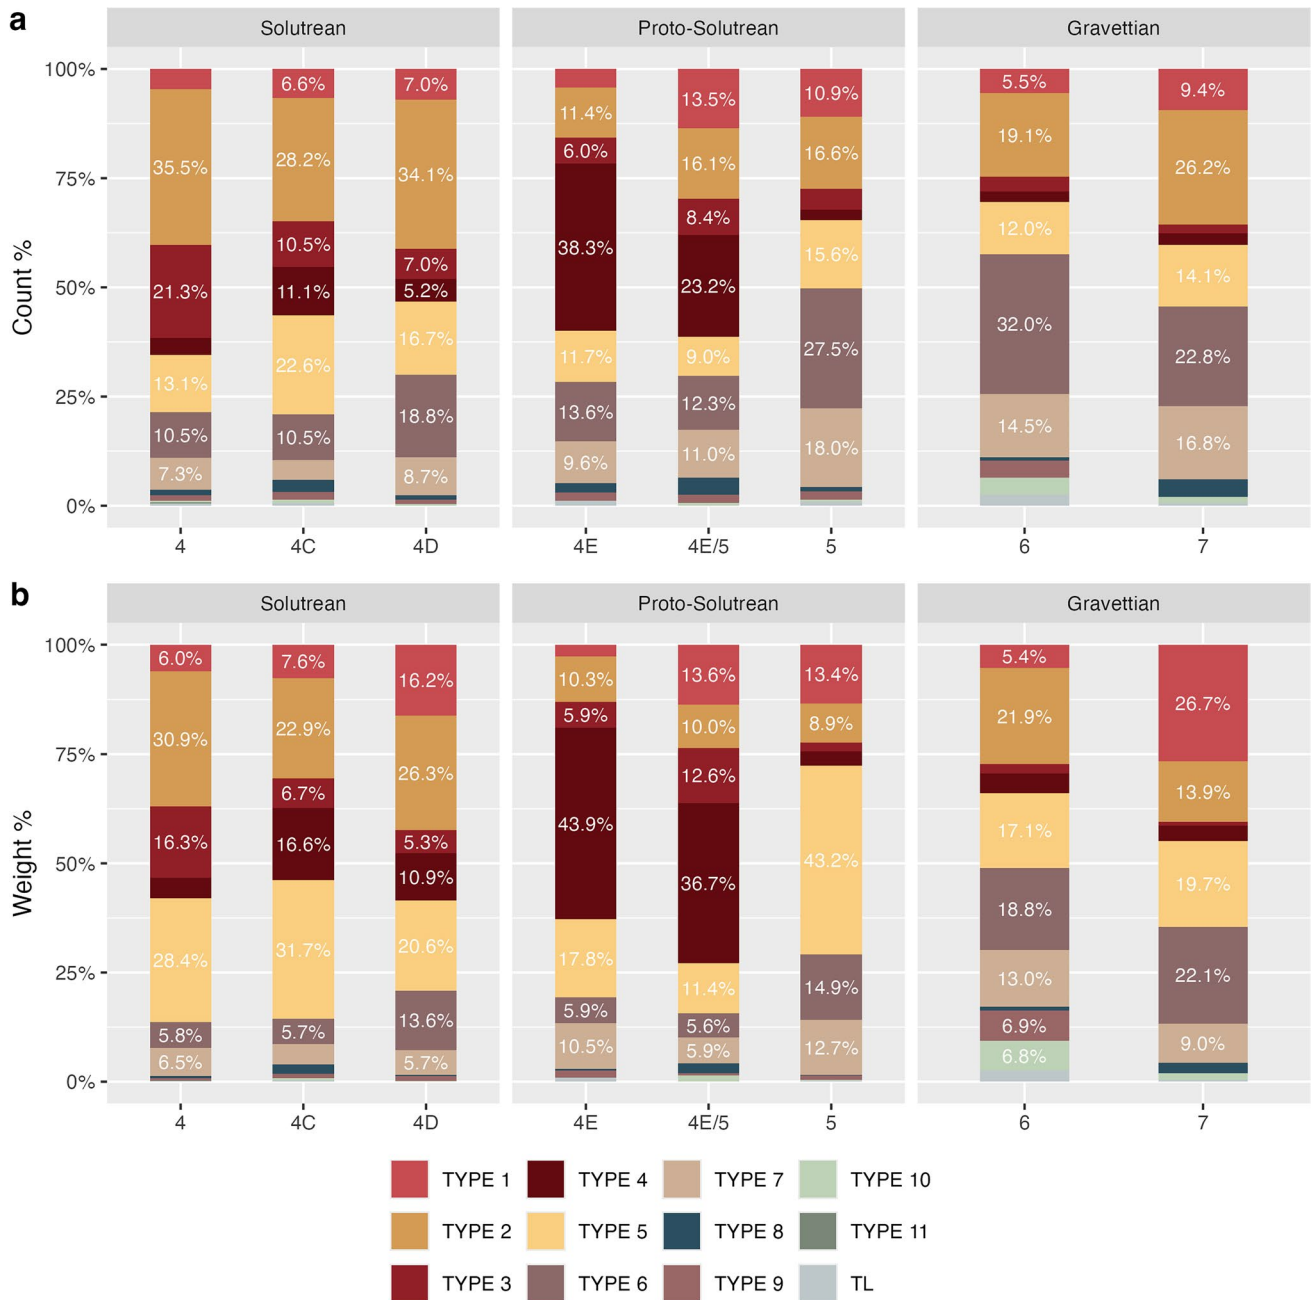 a
Solutrean Proto-Solutrean Gravettian
100%
75%
50%
25%
0%
Count %
35.5% 21.3% 13.1% 10.5% 7.3%
6.6% 28.2% 10.5% 11.1% 22.6% 10.5%
7.0% 34.1% 7.0% 5.2% 16.7% 18.8% 8.7%
11.4% 6.0% 38.3% 11.7% 13.6% 9.6%
13.5% 16.1% 8.4% 23.2% 9.0% 12.3% 11.0%
10.9% 16.6% 15.6% 27.5% 18.0%
5.5% 19.1% 12.0% 32.0% 14.5%
9.4% 26.2% 14.1% 22.8% 16.8%
4 4C 4D 4E 4E/5 5 6 7
b
Solutrean Proto-Solutrean Gravettian
100%
75%
50%
25%
0%
Weight %
6.0% 30.9% 16.3% 28.4% 5.8% 6.5%
7.6% 22.9% 6.7% 16.6% 31.7% 5.7%
16.2% 26.3% 5.3% 10.9% 20.6% 13.6% 5.7%
10.3% 5.9% 43.9% 17.8% 5.9% 10.5%
13.6% 10.0% 12.6% 36.7% 11.4% 5.6% 5.9%
13.4% 8.9% 43.2% 14.9% 12.7%
5.4% 21.9% 17.1% 18.8% 13.0% 6.9% 6.8%
26.7% 13.9% 19.7% 22.1% 9.0%
4 4C 4D 4E 4E/5 5 6 7
TYPE 1 TYPE 4 TYPE 7 TYPE 10
TYPE 2 TYPE 5 TYPE 8 TYPE 11
TYPE 3 TYPE 6 TYPE 9 TL